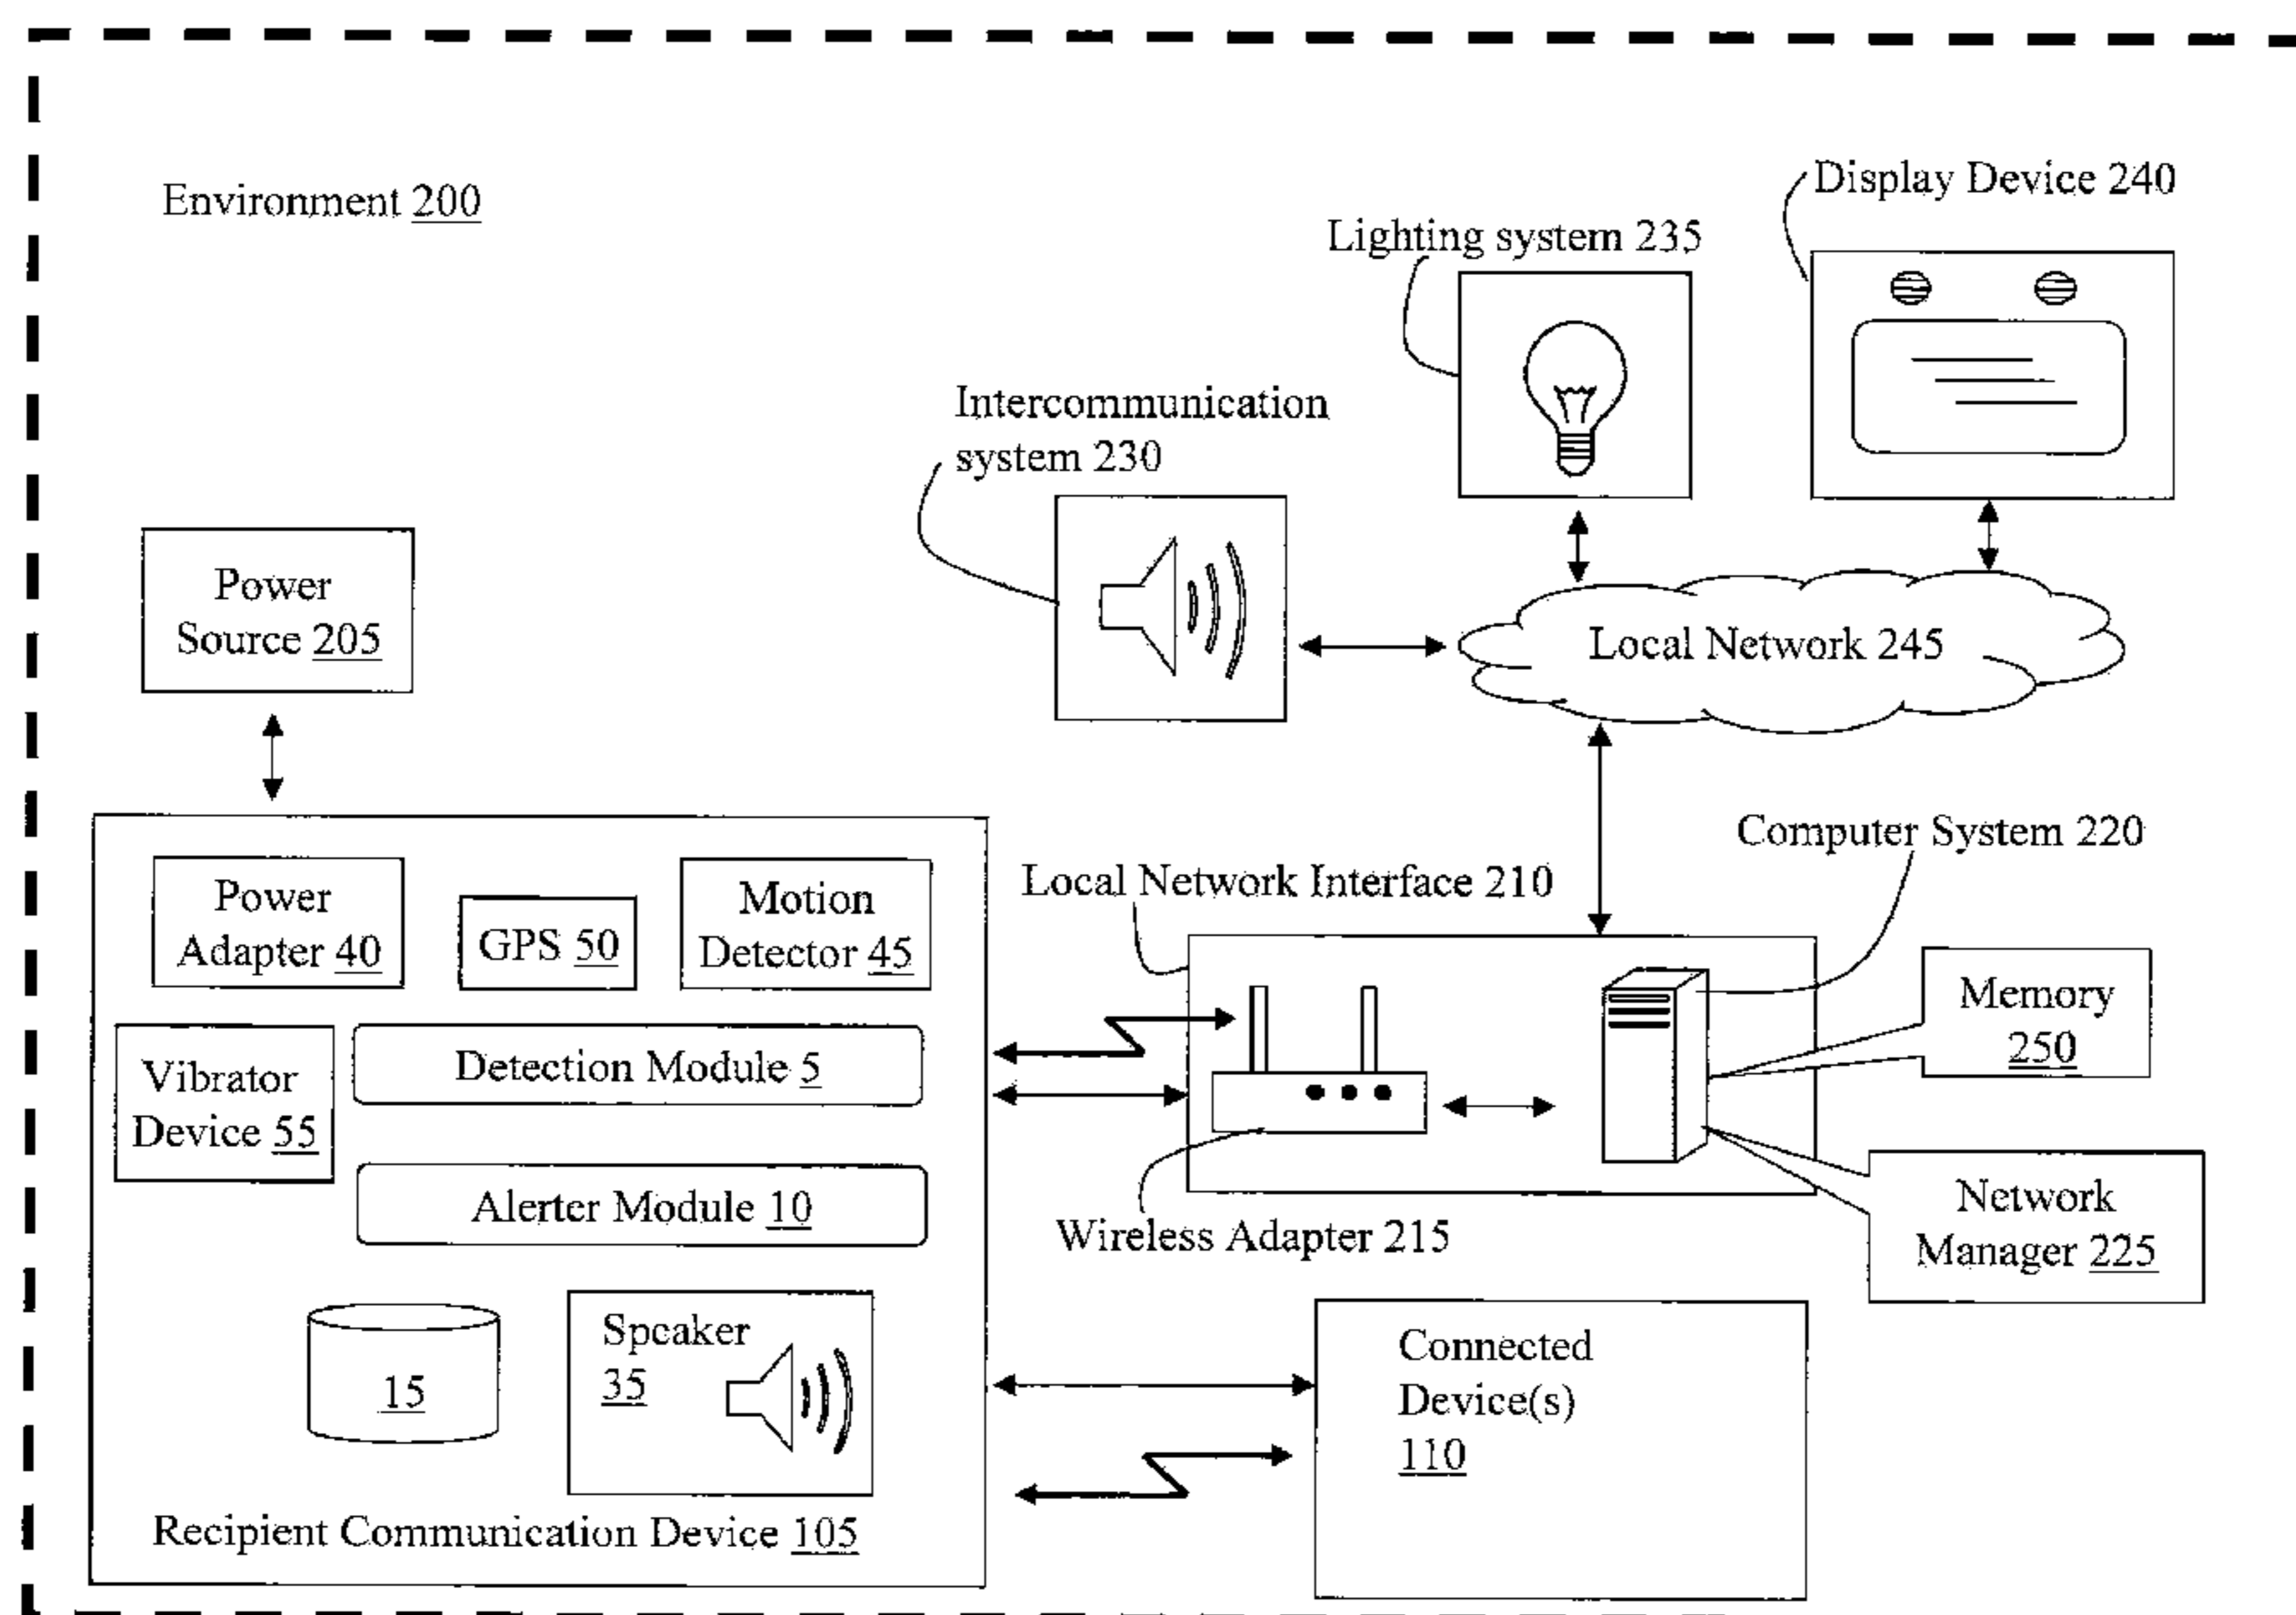 Environment 200
Display Device 240
Lighting system 235
Intercommunication
system 230
Power
Source 205
Local Network 245
Computer System 220
Local Network Interface 210
Power
Adapter 40
GPS 50
Motion
Detector 45
Memory
250
Vibrator
Device 55
Detection Module 5
Alerter Module 10
Wireless Adapter 215
Network
Manager 225
Speaker
35
15
Connected
Device(s)
110
Recipient Communication Device 105